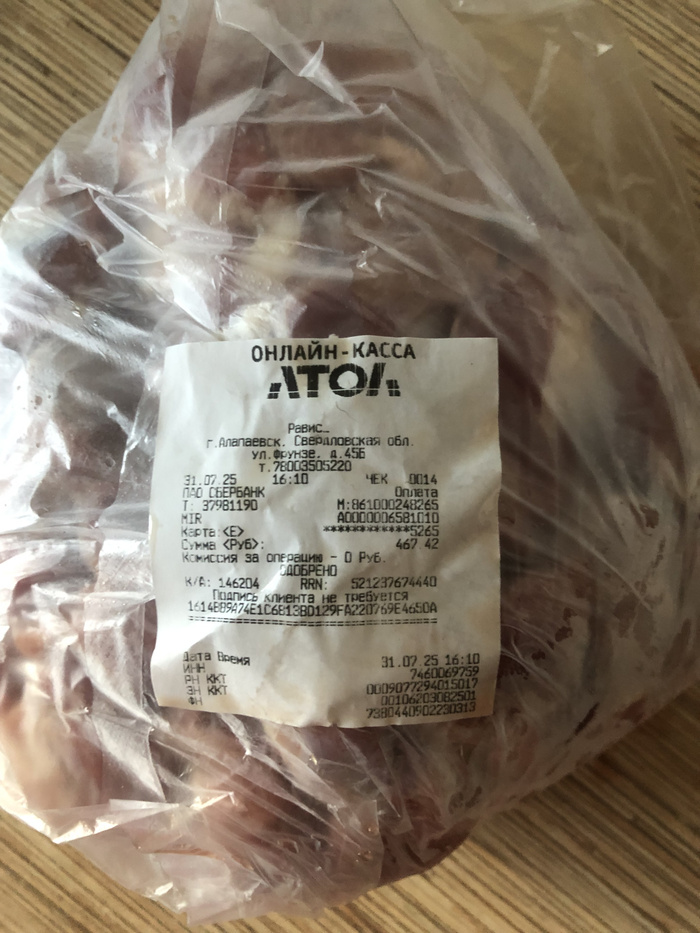 ОНЛАЙН-КАССА
АТОЛ
Равис…
г.Алапаевск, Свердловская обл.
ул.Фрунзе, д.45Б
т.78003505220
31.07.25 16:10 ЧЕК 0014
ПАО СБЕРБАНК Оплата
Т: 37981190 М:861000248265
MIR A0000006581010
Карта:<E> ************5265
Сумма <Руб>: 467 42
Комиссия за операцию - 0 Руб.
ОДОБРЕНО
К/А: 146204 RRN: 521237674440
Подпись клиента не требуется
1614BB9A74E1C6B13BD129FA220769E4650A
==================================
Дата Время 31.07.25 16:10
ИНН 7460069759
РН ККТ 0009077294015017
ЗН ККТ 00106203082501
ФН 7380440902230313